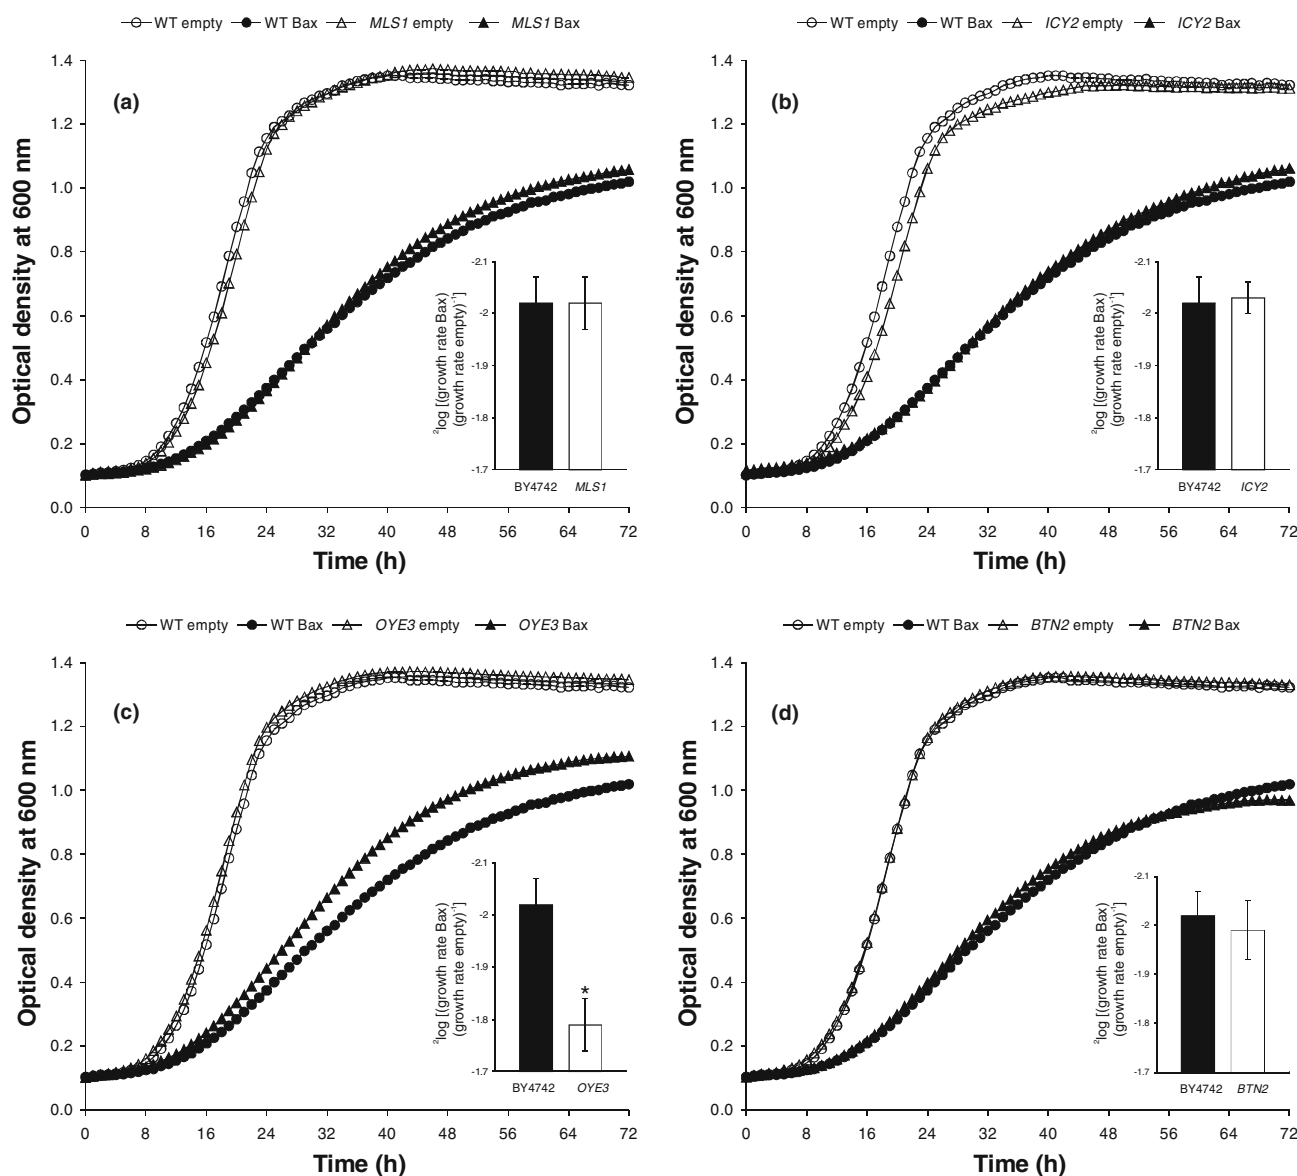 WT empty WT Bax MLS1 empty MLS1 Bax
(a)
Optical density at 600 nm
1.4
1.2
1.0
0.8
0.6
0.4
0.2
0.0
0 8 16 24 32 40 48 56 64 72
Time (h)
²log [(growth rate Bax)
(growth rate empty)⁻¹]
-2.1
-2
-1.9
-1.8
-1.7
BY4742 MLS1
WT empty WT Bax ICY2 empty ICY2 Bax
(b)
Optical density at 600 nm
1.4
1.2
1.0
0.8
0.6
0.4
0.2
0.0
0 8 16 24 32 40 48 56 64 72
Time (h)
²log [(growth rate Bax)
(growth rate empty)⁻¹]
-2.1
-2
-1.9
-1.8
-1.7
BY4742 ICY2
WT empty WT Bax OYE3 empty OYE3 Bax
(c)
Optical density at 600 nm
1.4
1.2
1.0
0.8
0.6
0.4
0.2
0.0
0 8 16 24 32 40 48 56 64 72
Time (h)
²log [(growth rate Bax)
(growth rate empty)⁻¹]
-2.1
-2
-1.9
-1.8
-1.7
*
BY4742 OYE3
WT empty WT Bax BTN2 empty BTN2 Bax
(d)
Optical density at 600 nm
1.4
1.2
1.0
0.8
0.6
0.4
0.2
0.0
0 8 16 24 32 40 48 56 64 72
Time (h)
²log [(growth rate Bax)
(growth rate empty)⁻¹]
-2.1
-2
-1.9
-1.8
-1.7
BY4742 BTN2